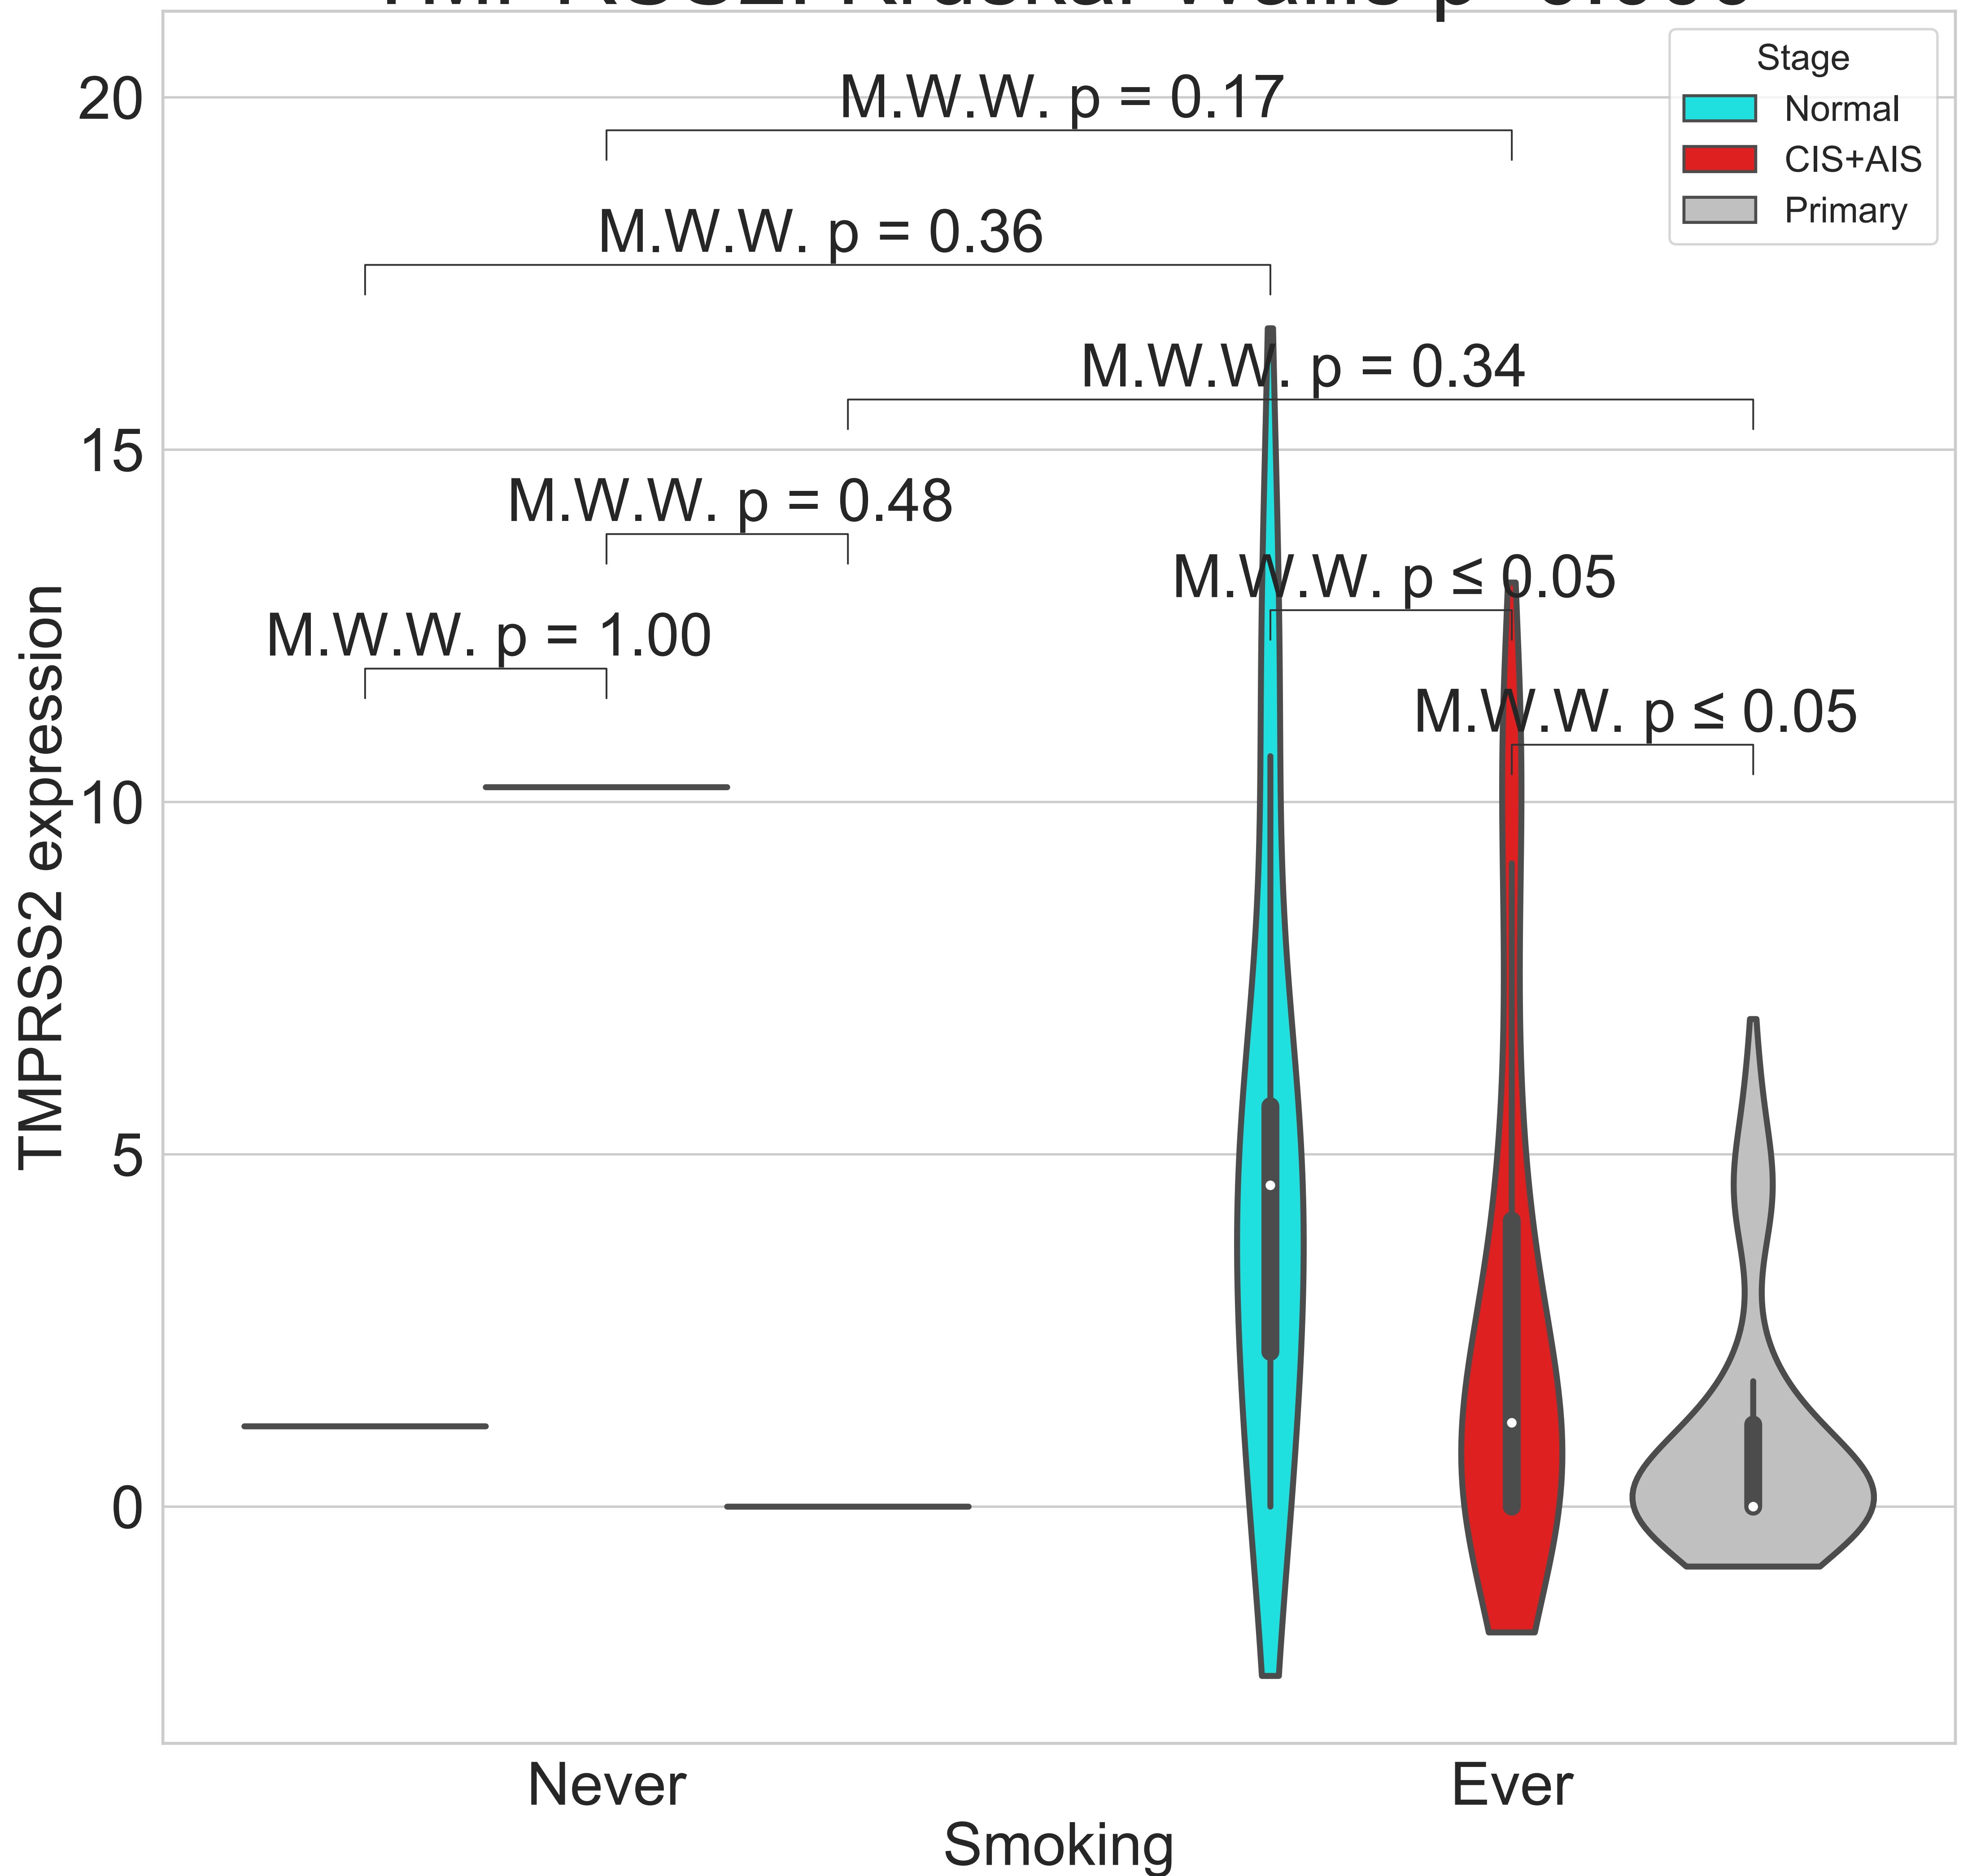 20
15
10
5
0
TMPRSS2 expression
M.W.W. p = 0.17
M.W.W. p = 0.36
M.W.W. p = 0.34
M.W.W. p = 0.48
M.W.W. p ≤ 0.05
M.W.W. p = 1.00
M.W.W. p ≤ 0.05
Stage
Normal
CIS+AIS
Primary
Never
Ever
Smoking